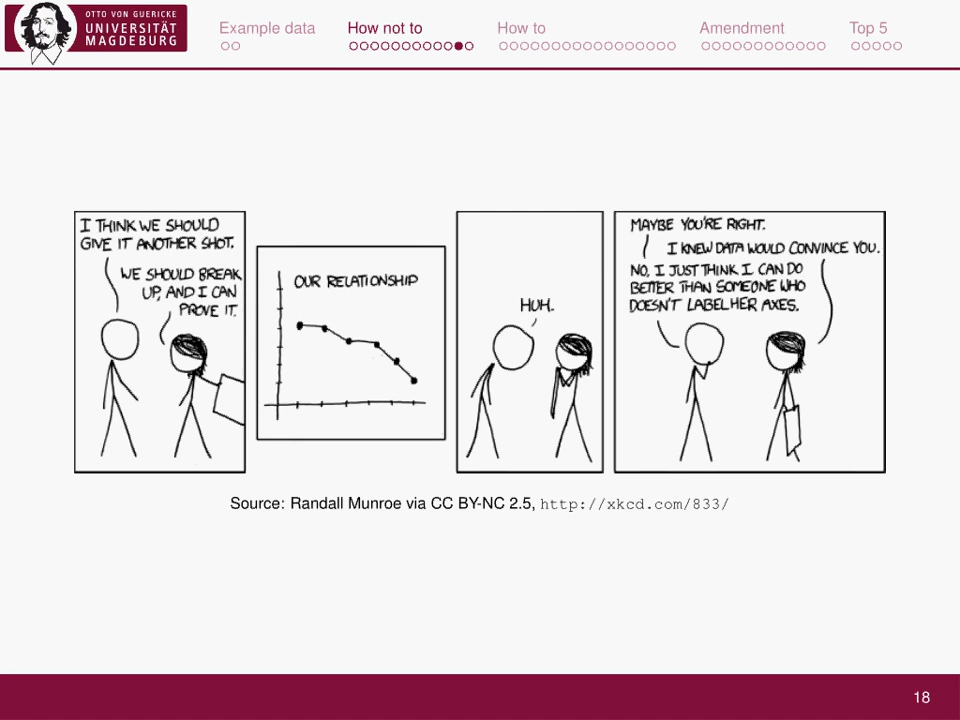 OTTO VON GUERICKE
UNIVERSITÄT
MAGDEBURG
Example data
How not to
How to
Amendment
Top 5
I THINK WE SHOULD
GIVE IT ANOTHER SHOT.
WE SHOULD BREAK
UP, AND I CAN
PROVE IT.
OUR RELATIONSHIP
HUH.
MAYBE YOU'RE RIGHT.
I KNEW DATA WOULD CONVINCE YOU.
NO, I JUST THINK I CAN DO
BETTER THAN SOMEONE WHO
DOESN'T LABEL HER AXES.
Source: Randall Munroe via CC BY-NC 2.5, http://xkcd.com/833/
18